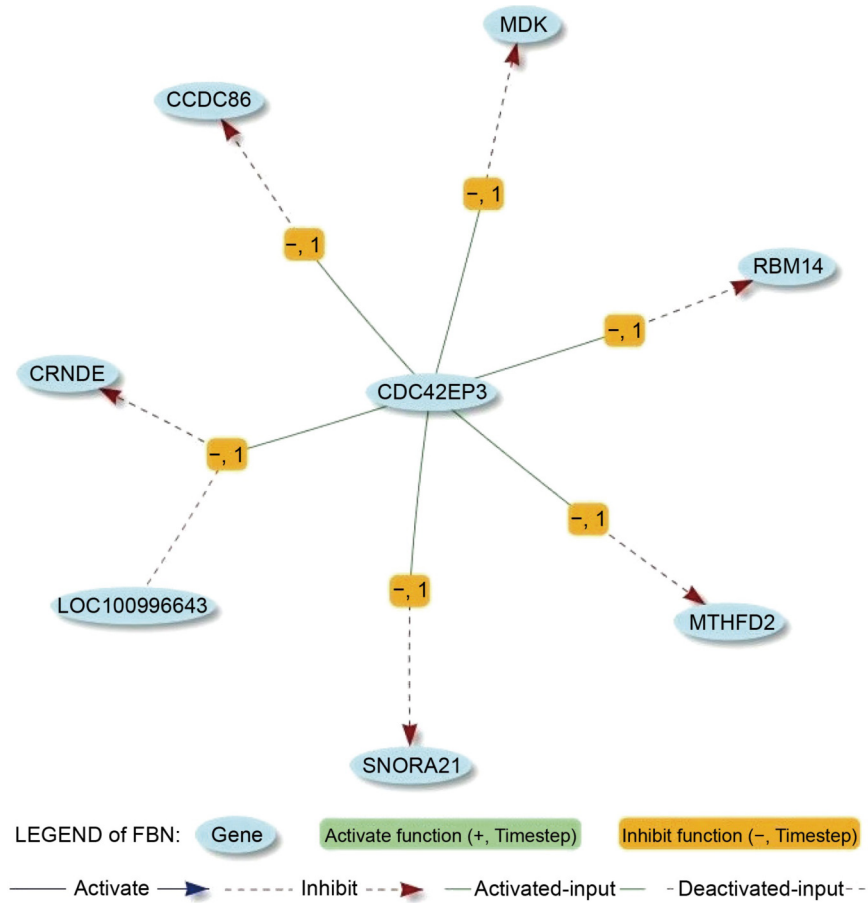 MDK
CCDC86
−, 1
−, 1
RBM14
−, 1
CRNDE
CDC42EP3
−, 1
−, 1
−, 1
LOC100996643
MTHFD2
SNORA21
LEGEND of FBN: Gene Activate function (+, Timestep) Inhibit function (−, Timestep)
Activate Inhibit Activated-input Deactivated-input